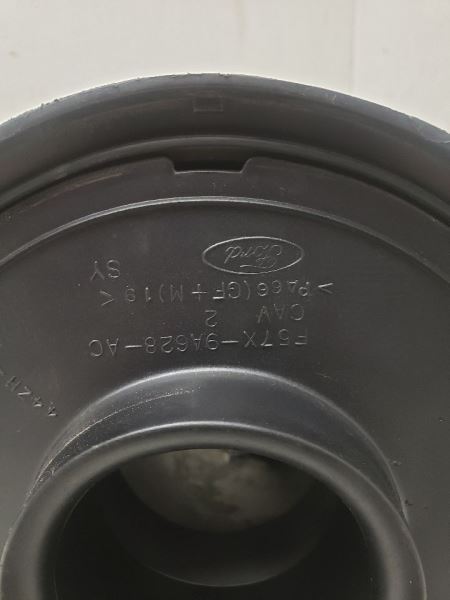 F57X-9A628-AC
CAV 2
>PA66(GF+M)19<
SY
Ford